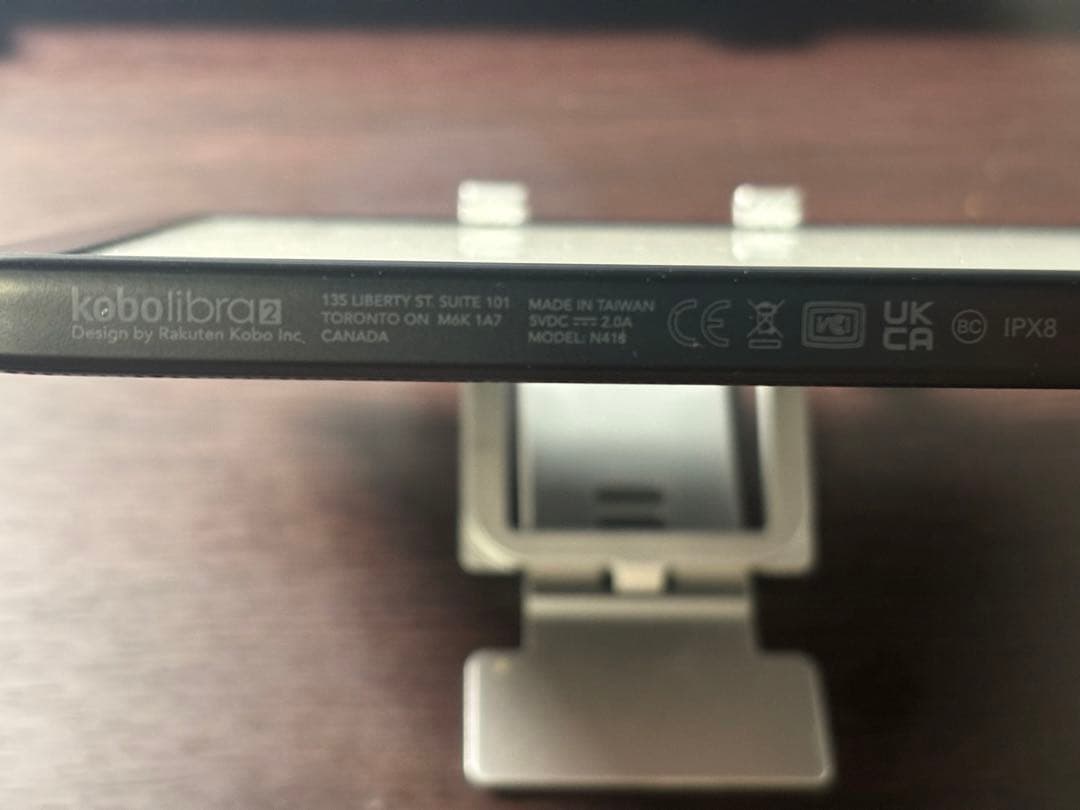 kobo libra 2
Design by Rakuten Kobo Inc.
135 LIBERTY ST. SUITE 101
TORONTO ON M6K 1A7
CANADA
MADE IN TAIWAN
5VDC ⎓ 2.0A
MODEL: N418
CE
VCI
UK
CA
BC
IPX8